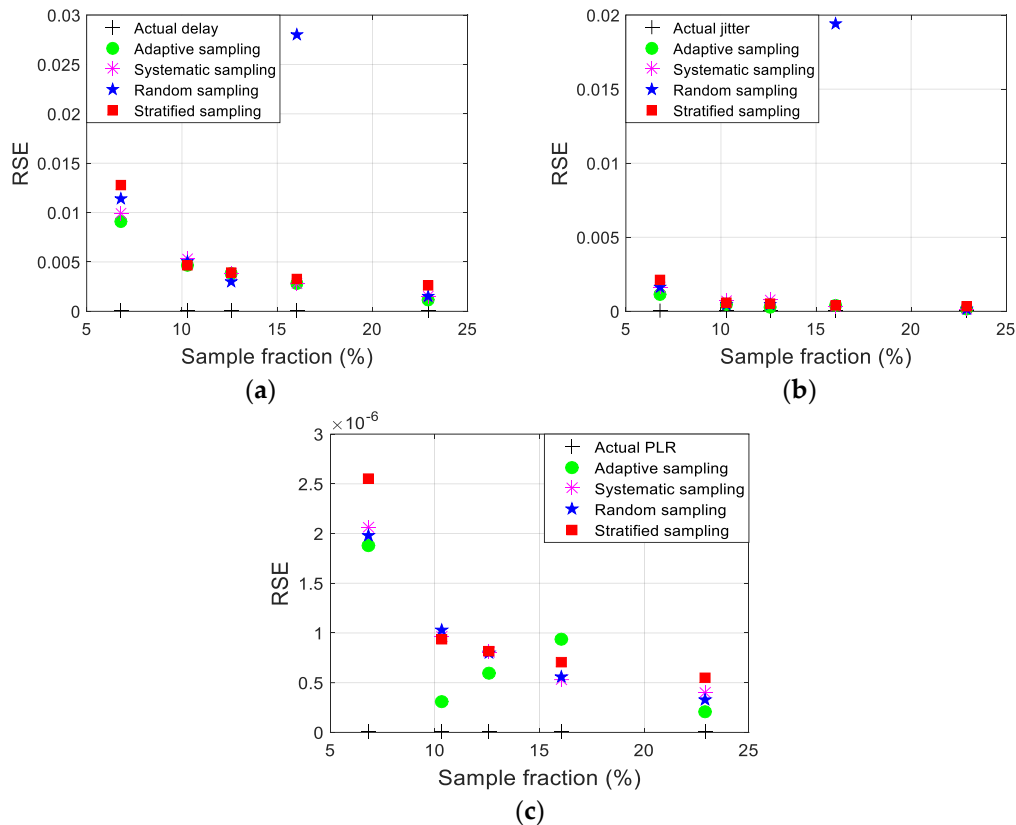 0.03
0.025
0.02
0.015
0.01
0.005
0
RSE
Actual delay
Adaptive sampling
Systematic sampling
Random sampling
Stratified sampling
5 10 15 20 25
Sample fraction (%)
(a)
0.02
0.015
0.01
0.005
0
RSE
Actual jitter
Adaptive sampling
Systematic sampling
Random sampling
Stratified sampling
5 10 15 20 25
Sample fraction (%)
(b)
×10⁻⁶
3
2.5
2
1.5
1
0.5
0
RSE
Actual PLR
Adaptive sampling
Systematic sampling
Random sampling
Stratified sampling
5 10 15 20 25
Sample fraction (%)
(c)